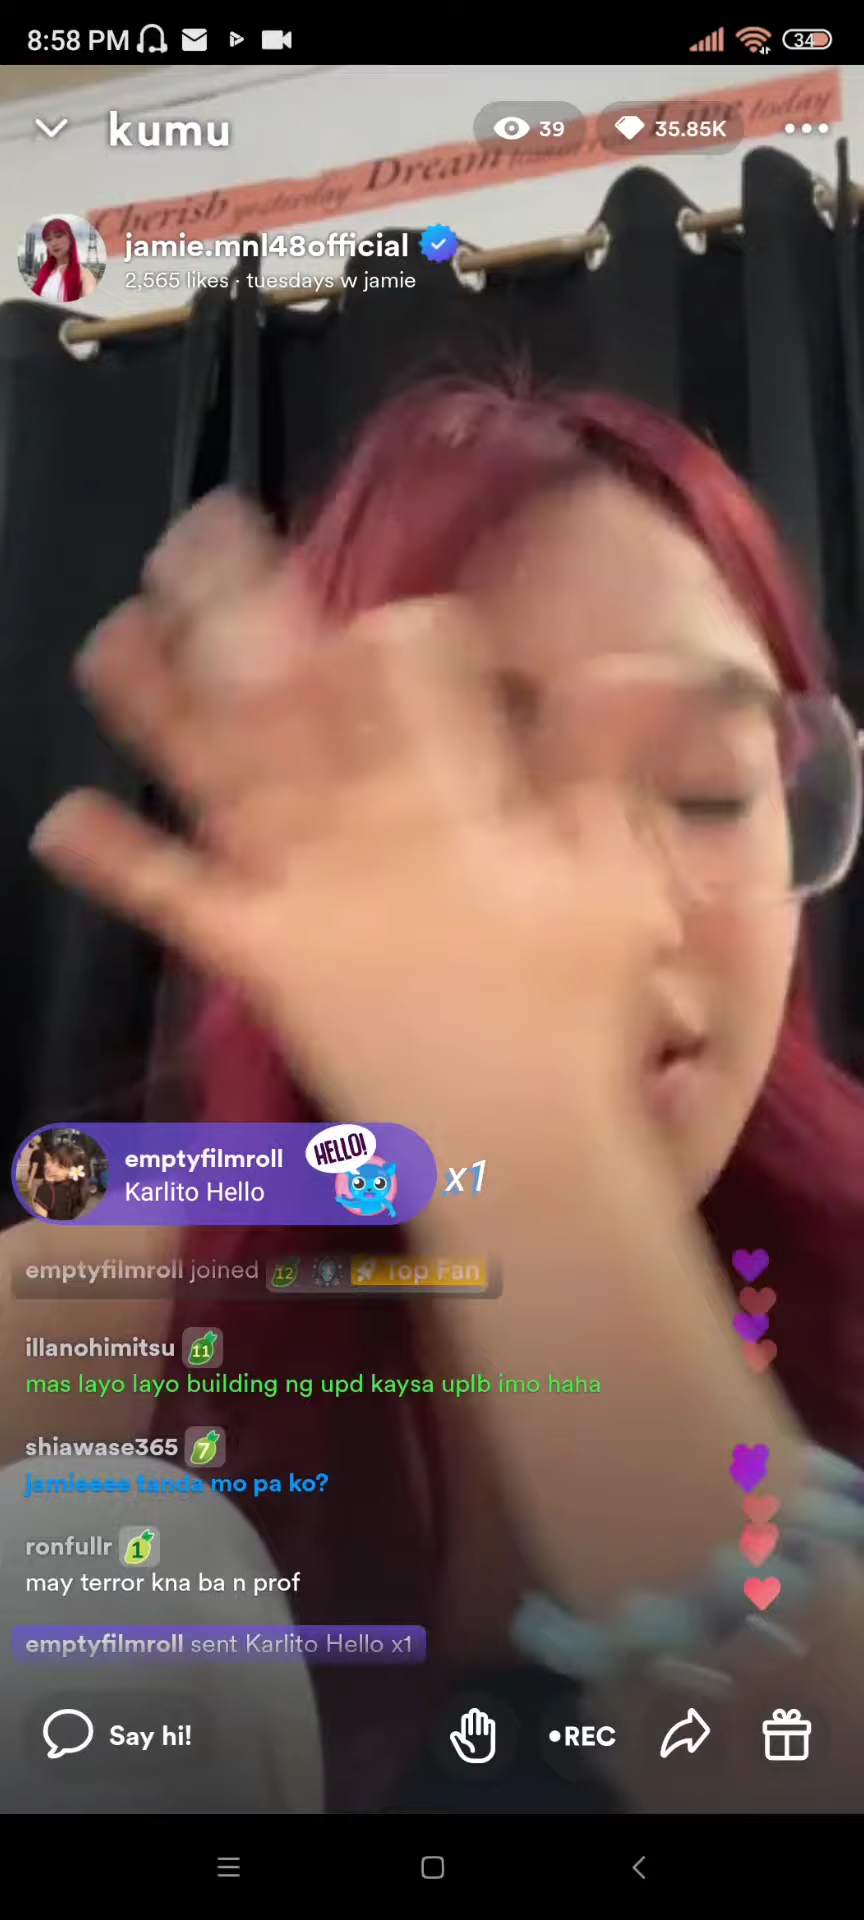 8:58 PM
34
kumu
39
35.85K
Live today
Dream
Cherish yesterday
jamie.mnl48official
2,565 likes · tuesdays w jamie
HELLO!
emptyfilmroll
Karlito Hello
x1
emptyfilmroll joined 12 Top Fan
illanohimitsu 11
mas layo layo building ng upd kaysa uplb imo haha
shiawase365 7
jamieeee tanda mo pa ko?
ronfullr 1
may terror kna ba n prof
emptyfilmroll sent Karlito Hello x1
Say hi!
•REC